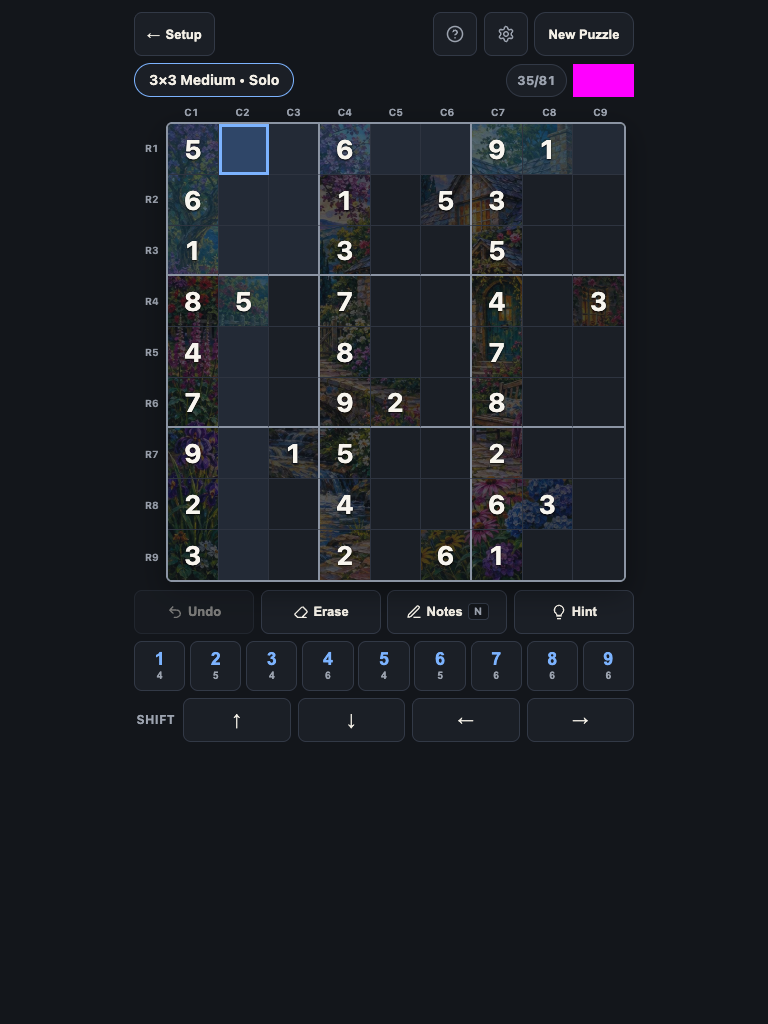 ← Setup
New Puzzle
3×3 Medium • Solo
35/81
C1 C2 C3 C4 C5 C6 C7 C8 C9
R1 5 6 9 1
R2 6 1 5 3
R3 1 3 5
R4 8 5 7 4 3
R5 4 8 7
R6 7 9 2 8
R7 9 1 5 2
R8 2 4 6 3
R9 3 2 6 1
Undo Erase Notes N Hint
1 2 3 4 5 6 7 8 9
4 5 4 6 4 5 6 6 6
SHIFT ↑ ↓ ← →